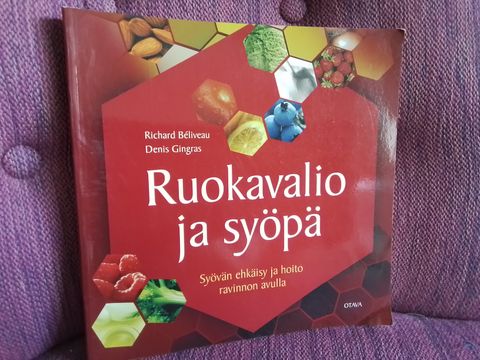 Richard Béliveau
Denis Gingras
Ruokavalio
ja syöpä
Syövän ehkäisy ja hoito
ravinnon avulla
OTAVA